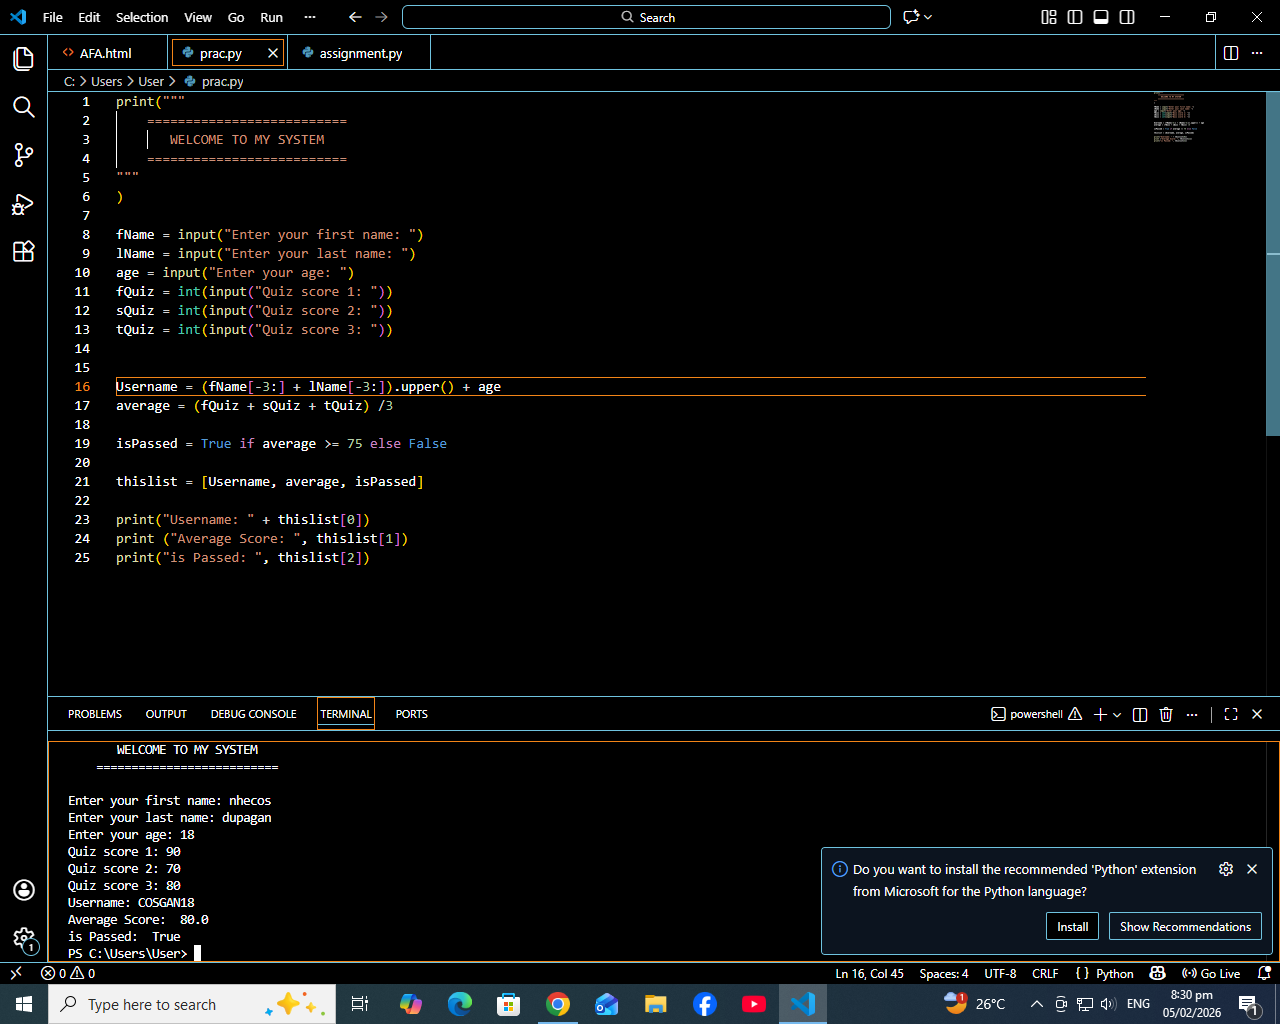 File Edit Selection View Go Run ··· Search
AFA.html prac.py assignment.py
C: > Users > User > prac.py
1 print("""
2 ==========================
3 WELCOME TO MY SYSTEM
4 ==========================
5 """
6 )
7
8 fName = input("Enter your first name: ")
9 lName = input("Enter your last name: ")
10 age = input("Enter your age: ")
11 fQuiz = int(input("Quiz score 1: "))
12 sQuiz = int(input("Quiz score 2: "))
13 tQuiz = int(input("Quiz score 3: "))
14
15
16 Username = (fName[-3:] + lName[-3:]).upper() + age
17 average = (fQuiz + sQuiz + tQuiz) /3
18
19 isPassed = True if average >= 75 else False
20
21 thislist = [Username, average, isPassed]
22
23 print("Username: " + thislist[0])
24 print ("Average Score: ", thislist[1])
25 print("is Passed: ", thislist[2])
PROBLEMS OUTPUT DEBUG CONSOLE TERMINAL PORTS powershell
WELCOME TO MY SYSTEM
==========================
Enter your first name: nhecos
Enter your last name: dupagan
Enter your age: 18
Quiz score 1: 90
Quiz score 2: 70
Quiz score 3: 80
Username: COSGAN18
Average Score:  80.0
is Passed:  True
PS C:\Users\User>
Do you want to install the recommended 'Python' extension
from Microsoft for the Python language?
Install Show Recommendations
1
0 0 Ln 16, Col 45 Spaces: 4 UTF-8 CRLF { } Python Go Live
Type here to search 1 26°C ENG 8:30 pm
05/02/2026 1